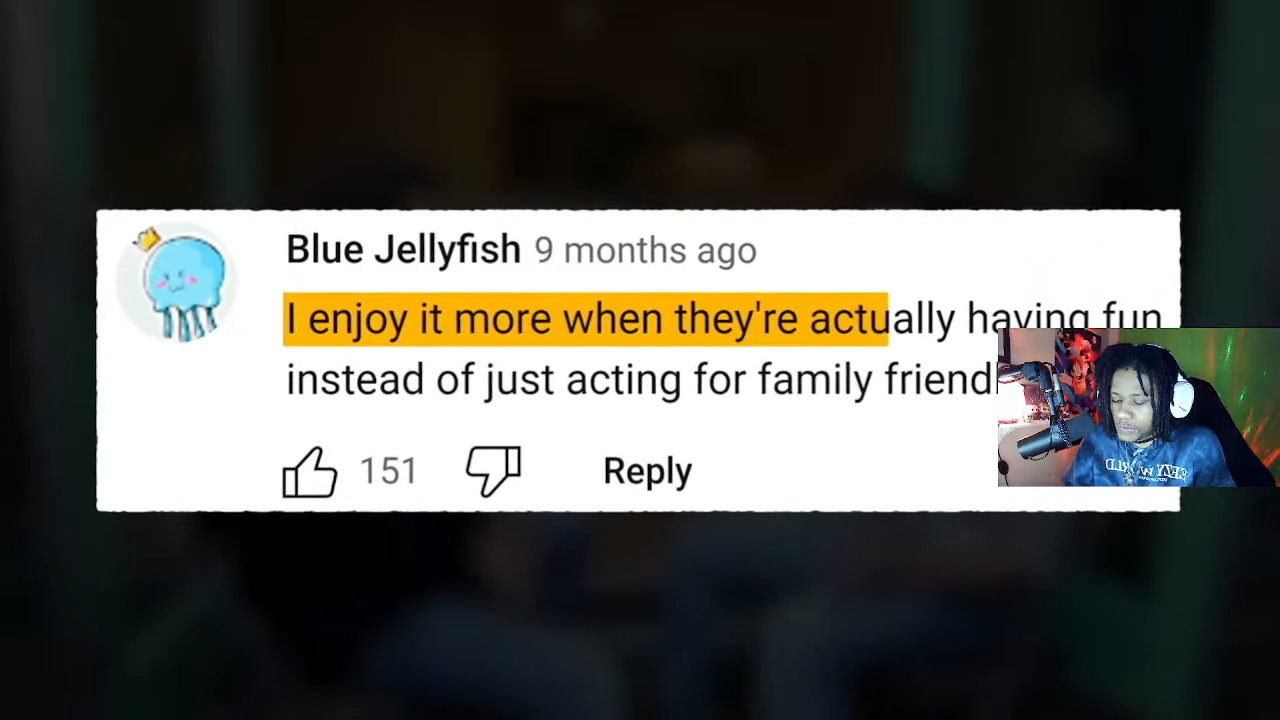 Blue Jellyfish 9 months ago
I enjoy it more when they're actually having fun
instead of just acting for family
151
Reply